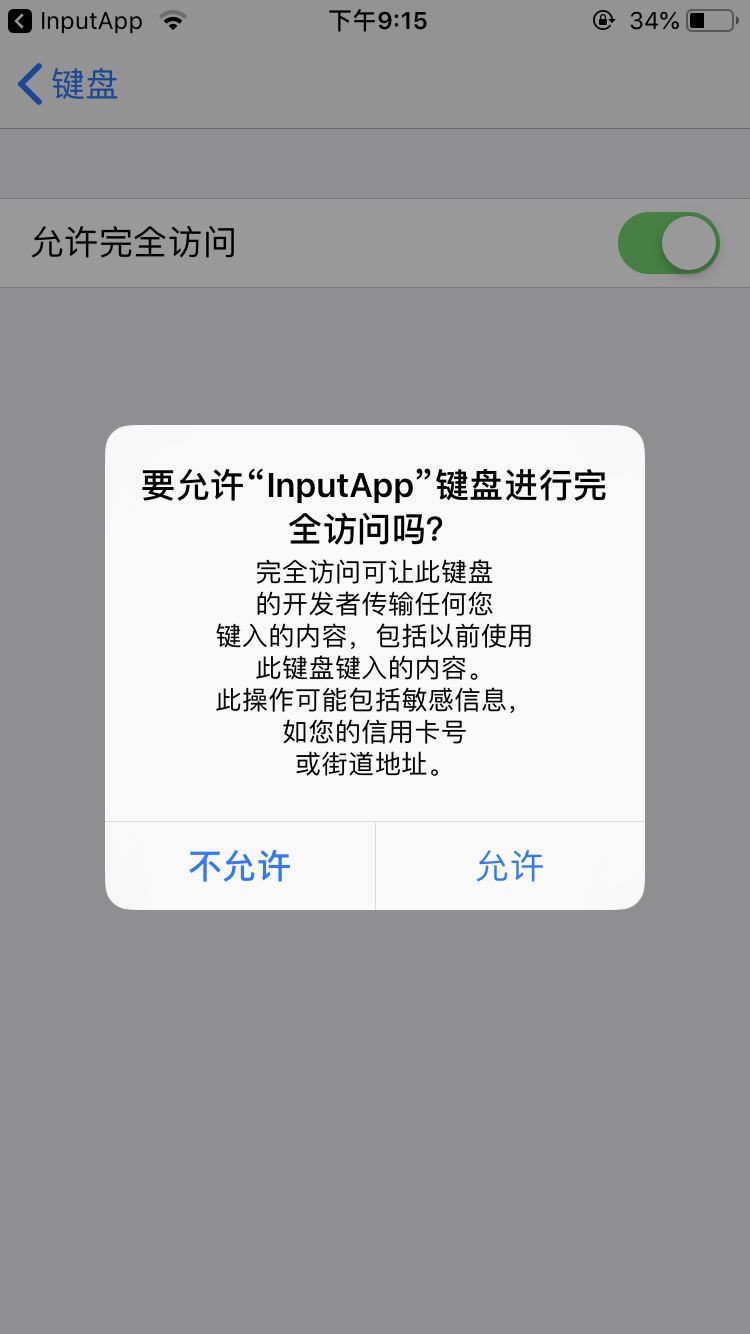 InputApp 下午9:15 34%
键盘
允许完全访问
要允许“InputApp”键盘进行完
全访问吗?
完全访问可让此键盘
的开发者传输任何您
键入的内容，包括以前使用
此键盘键入的内容。
此操作可能包括敏感信息，
如您的信用卡号
或街道地址。
不允许 允许